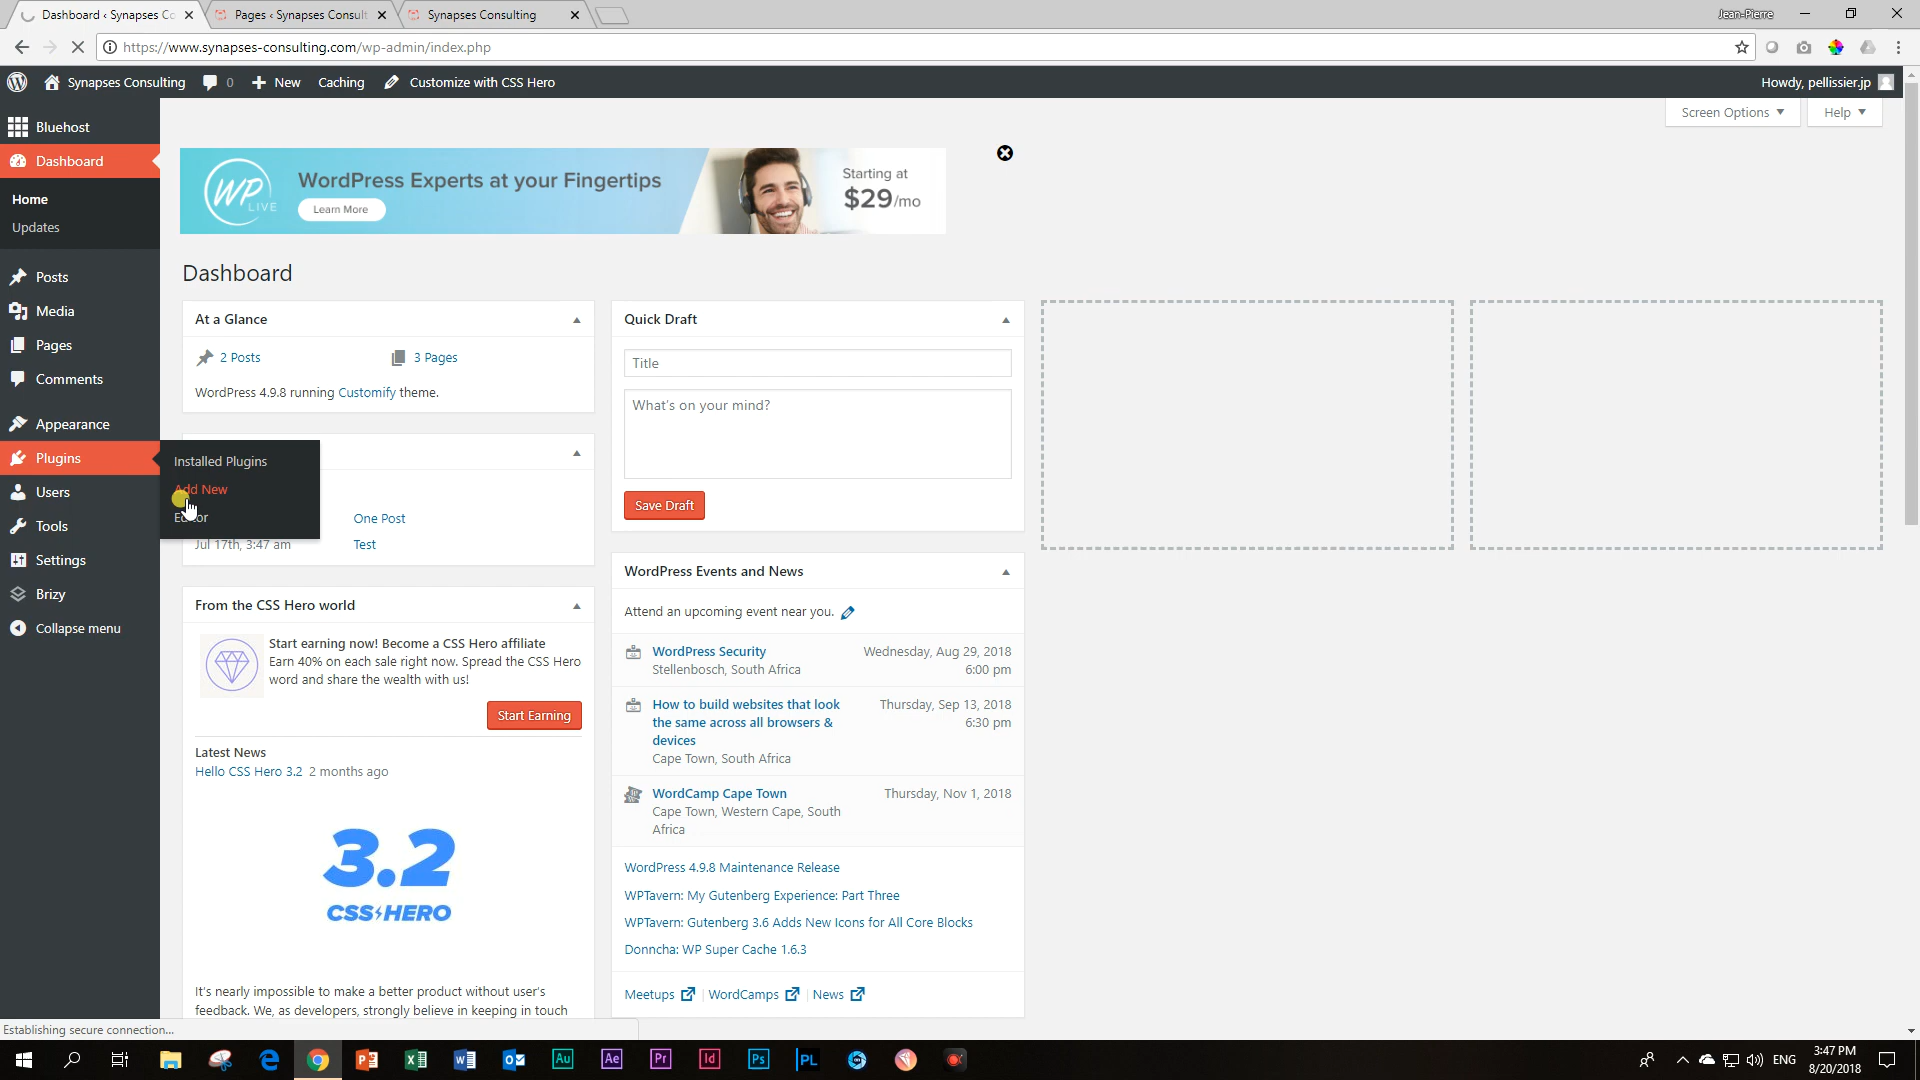 Dashboard ‹ Synapses Co
Pages ‹ Synapses Consult
Synapses Consulting
Jean-Pierre
https://www.synapses-consulting.com/wp-admin/index.php
Synapses Consulting
0
New
Caching
Customize with CSS Hero
Howdy, pellissier.jp
Screen Options
Help
Bluehost
Dashboard
Home
Updates
Posts
Media
Pages
Comments
Appearance
Plugins
Users
Tools
Settings
Brizy
Collapse menu
Installed Plugins
Add New
Editor
WP
LIVE
WordPress Experts at your Fingertips
Learn More
Starting at
$29/mo
Dashboard
At a Glance
2 Posts
3 Pages
WordPress 4.9.8 running Customify theme.
One Post
Jul 17th, 3:47 am
Test
From the CSS Hero world
Start earning now! Become a CSS Hero affiliate
Earn 40% on each sale right now. Spread the CSS Hero
word and share the wealth with us!
Start Earning
Latest News
Hello CSS Hero 3.2 2 months ago
3.2
CSS HERO
It's nearly impossible to make a better product without user's
feedback. We, as developers, strongly believe in keeping in touch
Quick Draft
Title
What's on your mind?
Save Draft
WordPress Events and News
Attend an upcoming event near you.
WordPress Security
Stellenbosch, South Africa
Wednesday, Aug 29, 2018
6:00 pm
How to build websites that look
the same across all browsers &
devices
Cape Town, South Africa
Thursday, Sep 13, 2018
6:30 pm
WordCamp Cape Town
Cape Town, Western Cape, South
Africa
Thursday, Nov 1, 2018
WordPress 4.9.8 Maintenance Release
WPTavern: My Gutenberg Experience: Part Three
WPTavern: Gutenberg 3.6 Adds New Icons for All Core Blocks
Donncha: WP Super Cache 1.6.3
Meetups | WordCamps | News
Establishing secure connection...
Au
Ae
Pr
Id
Ps
PL
ENG
3:47 PM
8/20/2018